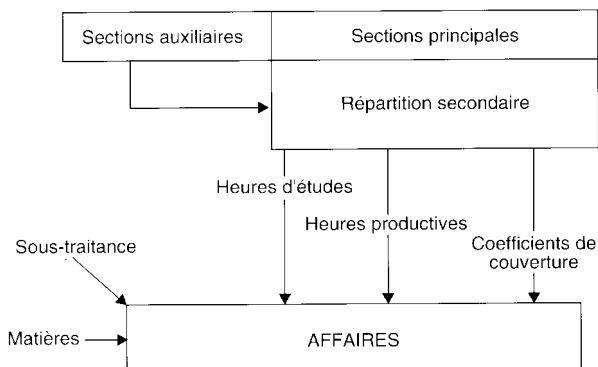 Sections auxiliaires
Sections principales
Répartition secondaire
Heures d'études
Heures productives
Sous-traitance
Coefficients de
couverture
Matières
AFFAIRES